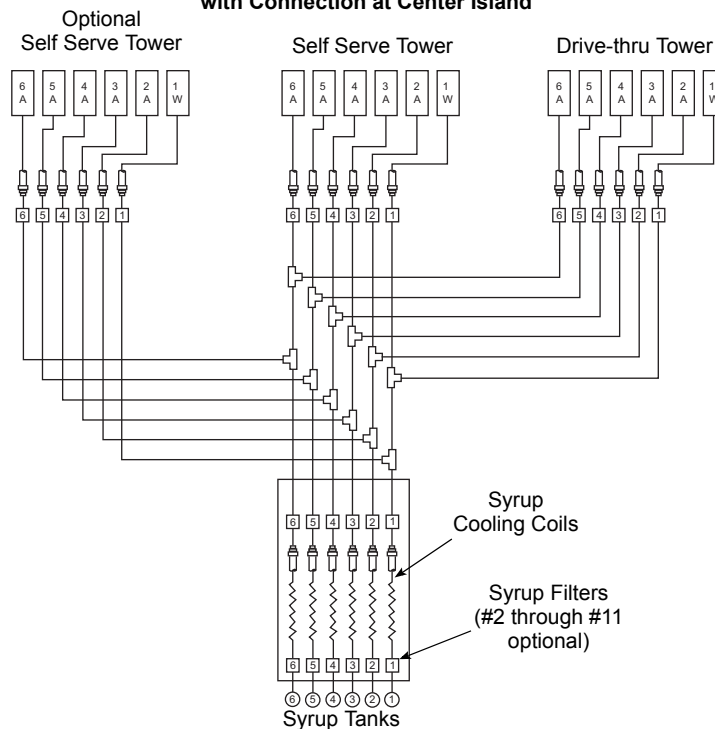 with Connection at Center Island
Optional
Self Serve Tower
Self Serve Tower
Drive-thru Tower
6 A
5 A
4 A
3 A
2 A
1 W
6 A
5 A
4 A
3 A
2 A
1 W
6 A
5 A
4 A
3 A
2 A
1 W
6 5 4 3 2 1
6 5 4 3 2 1
6 5 4 3 2 1
6 5 4 3 2 1
Syrup
Cooling Coils
Syrup Filters
(#2 through #11
optional)
6 5 4 3 2 1
6 5 4 3 2 1
Syrup Tanks